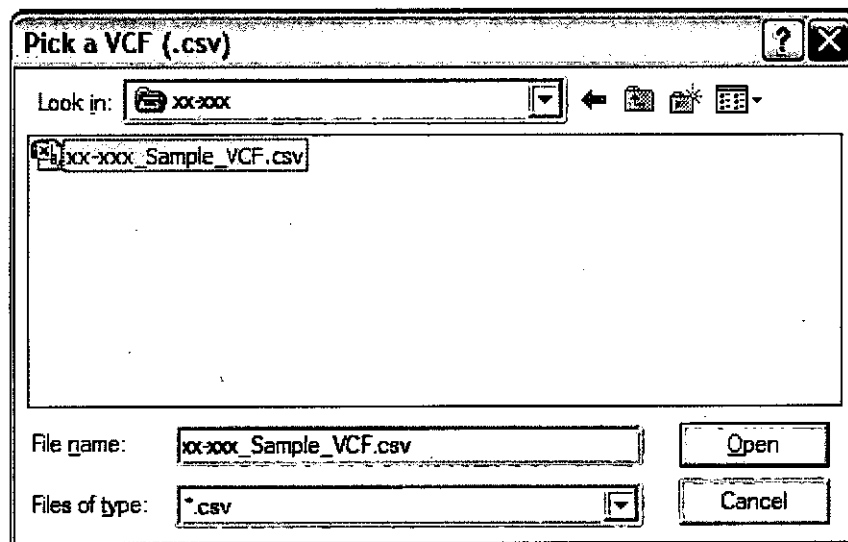 Pick a VCF (.csv)
Look in: xx-xxx
xx-xxx_Sample_VCF.csv
File name: xx-xxx_Sample_VCF.csv Open
Files of type: *.csv Cancel